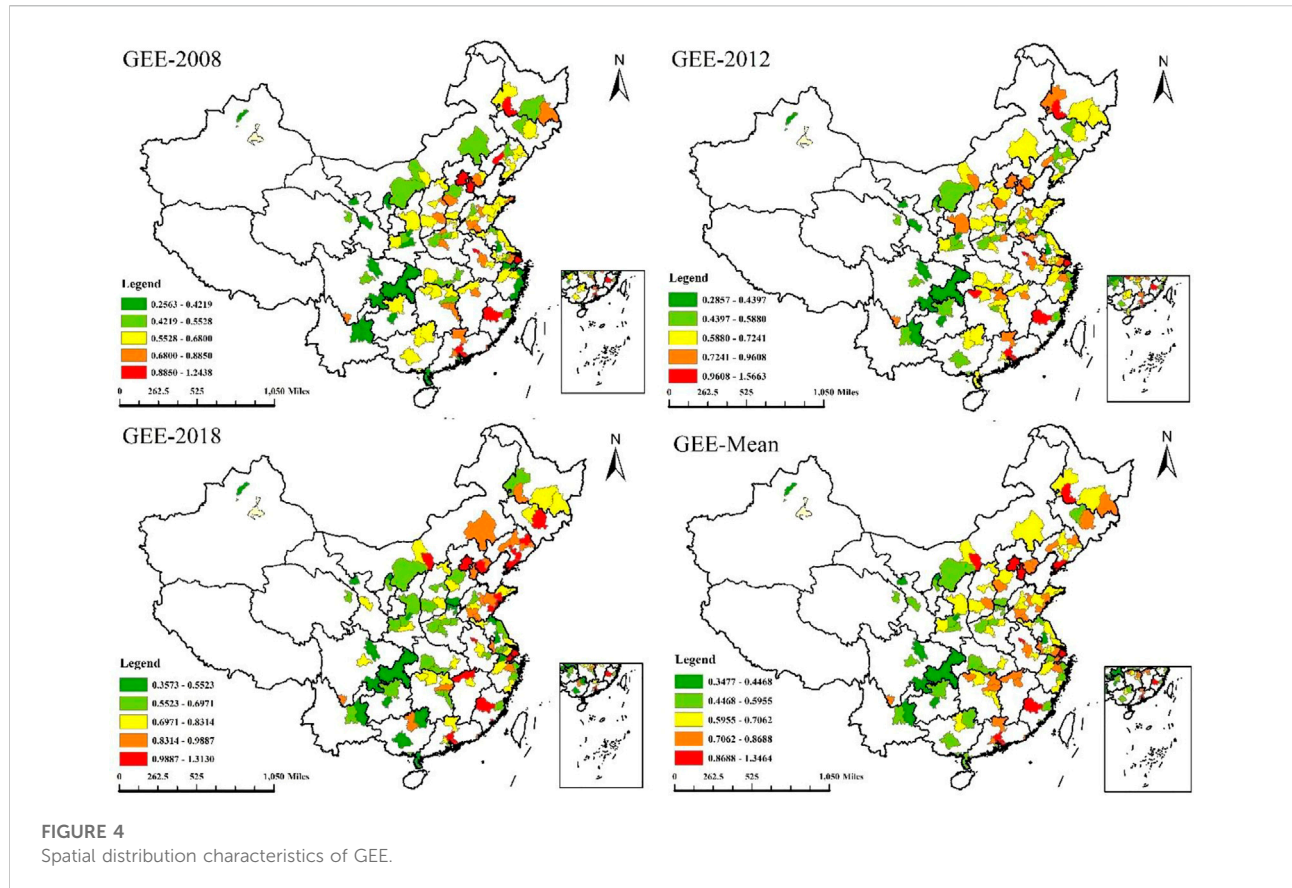 GEE-2008
N
Legend
0.2563 - 0.4219
0.4219 - 0.5528
0.5528 - 0.6800
0.6800 - 0.8850
0.8850 - 1.2438
0 262.5 525 1,050 Miles
GEE-2012
N
Legend
0.2857 - 0.4397
0.4397 - 0.5880
0.5880 - 0.7241
0.7241 - 0.9608
0.9608 - 1.5663
0 262.5 525 1,050 Miles
GEE-2018
N
Legend
0.3573 - 0.5523
0.5523 - 0.6971
0.6971 - 0.8314
0.8314 - 0.9887
0.9887 - 1.3130
0 262.5 525 1,050 Miles
GEE-Mean
N
Legend
0.3477 - 0.4468
0.4468 - 0.5955
0.5955 - 0.7062
0.7062 - 0.8688
0.8688 - 1.3464
0 262.5 525 1,050 Miles
FIGURE 4
Spatial distribution characteristics of GEE.